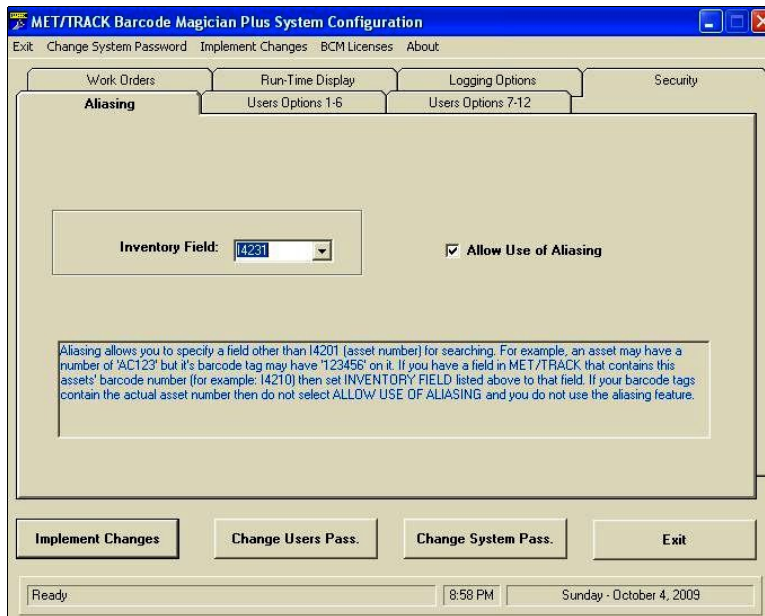 MET/TRACK Barcode Magician Plus System Configuration
Exit Change System Password Implement Changes BCM Licenses About
Work Orders Run-Time Display Logging Options Security
Aliasing Users Options 1-6 Users Options 7-12
Inventory Field: I4231 Allow Use of Aliasing
Aliasing allows you to specify a field other than I4201 (asset number) for searching. For example, an asset may have a
number of 'AC123' but it's barcode tag may have '123456' on it. If you have a field in MET/TRACK that contains this
assets' barcode number (for example: I4210) then set INVENTORY FIELD listed above to that field. If your barcode tags
contain the actual asset number then do not select ALLOW USE OF ALIASING and you do not use the aliasing feature.
Implement Changes Change Users Pass. Change System Pass. Exit
Ready 8:58 PM Sunday - October 4, 2009